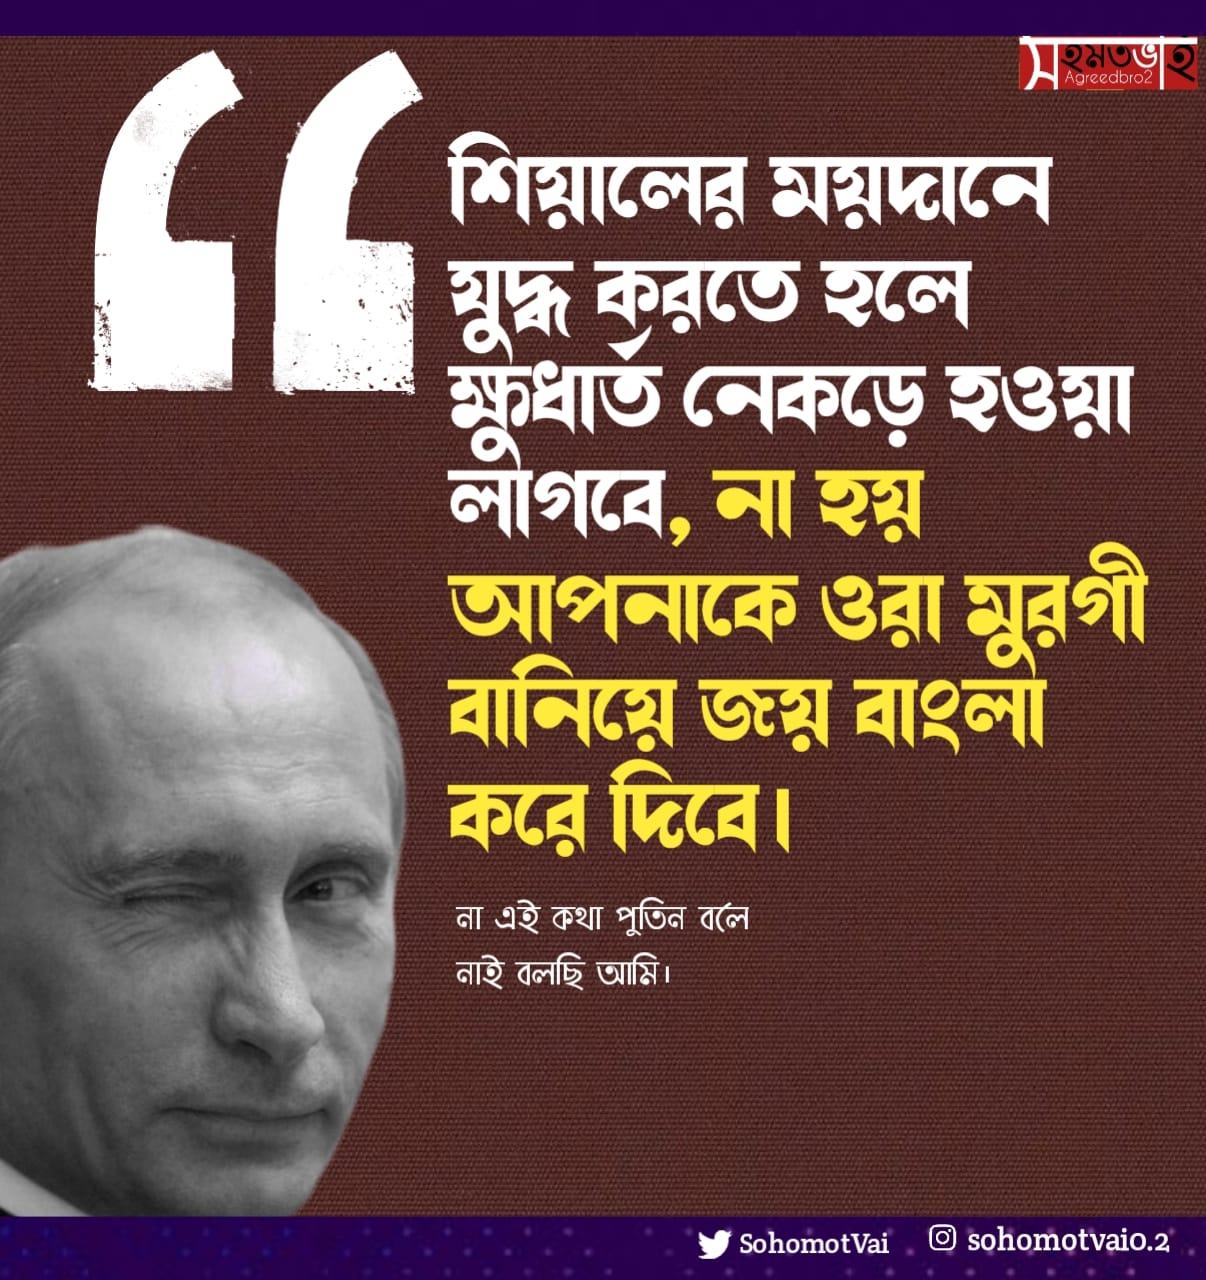 সহমতভাই
Agreedbro2
শিয়ালের ময়দানে
যুদ্ধ করতে হলে
ক্ষুধার্ত নেকড়ে হওয়া
লাগবে, না হয়
আপনাকে ওরা মুরগী
বানিয়ে জয় বাংলা
করে দিবে।
না এই কথা পুতিন বলে
নাই বলছি আমি।
SohomotVai
sohomotvai0.2